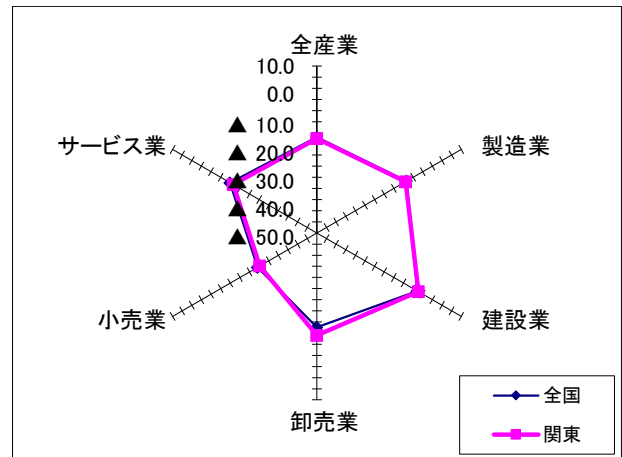 全産業
10.0
0.0
▲ 10.0
▲ 20.0
▲ 30.0
▲ 40.0
▲ 50.0
サービス業
製造業
小売業
建設業
卸売業
全国
関東